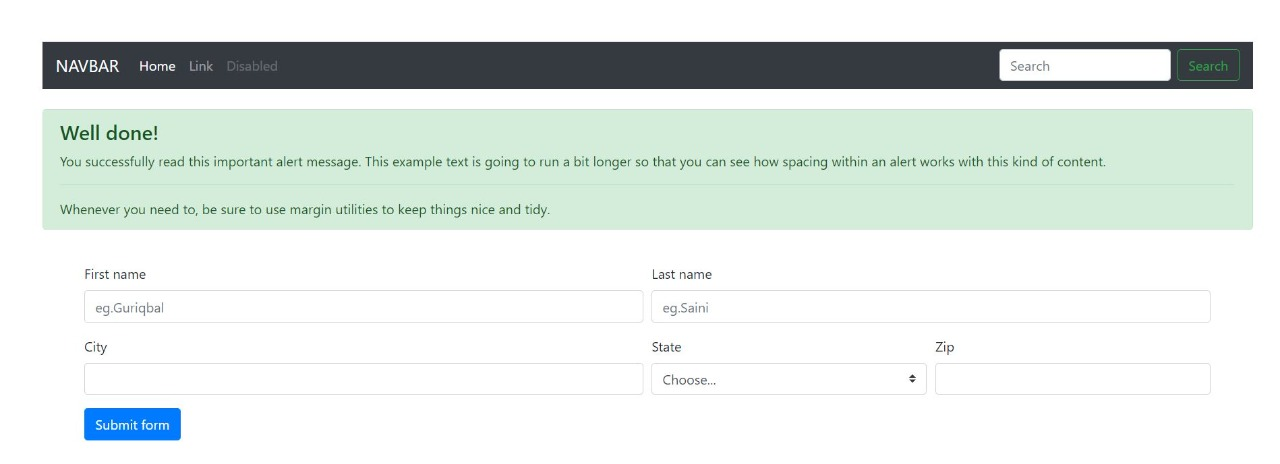 NAVBAR Home Link Disabled Search Search
Well done!
You successfully read this important alert message. This example text is going to run a bit longer so that you can see how spacing within an alert works with this kind of content.
Whenever you need to, be sure to use margin utilities to keep things nice and tidy.
First name Last name
eg.Guriqbal eg.Saini
City State Zip
Choose...
Submit form